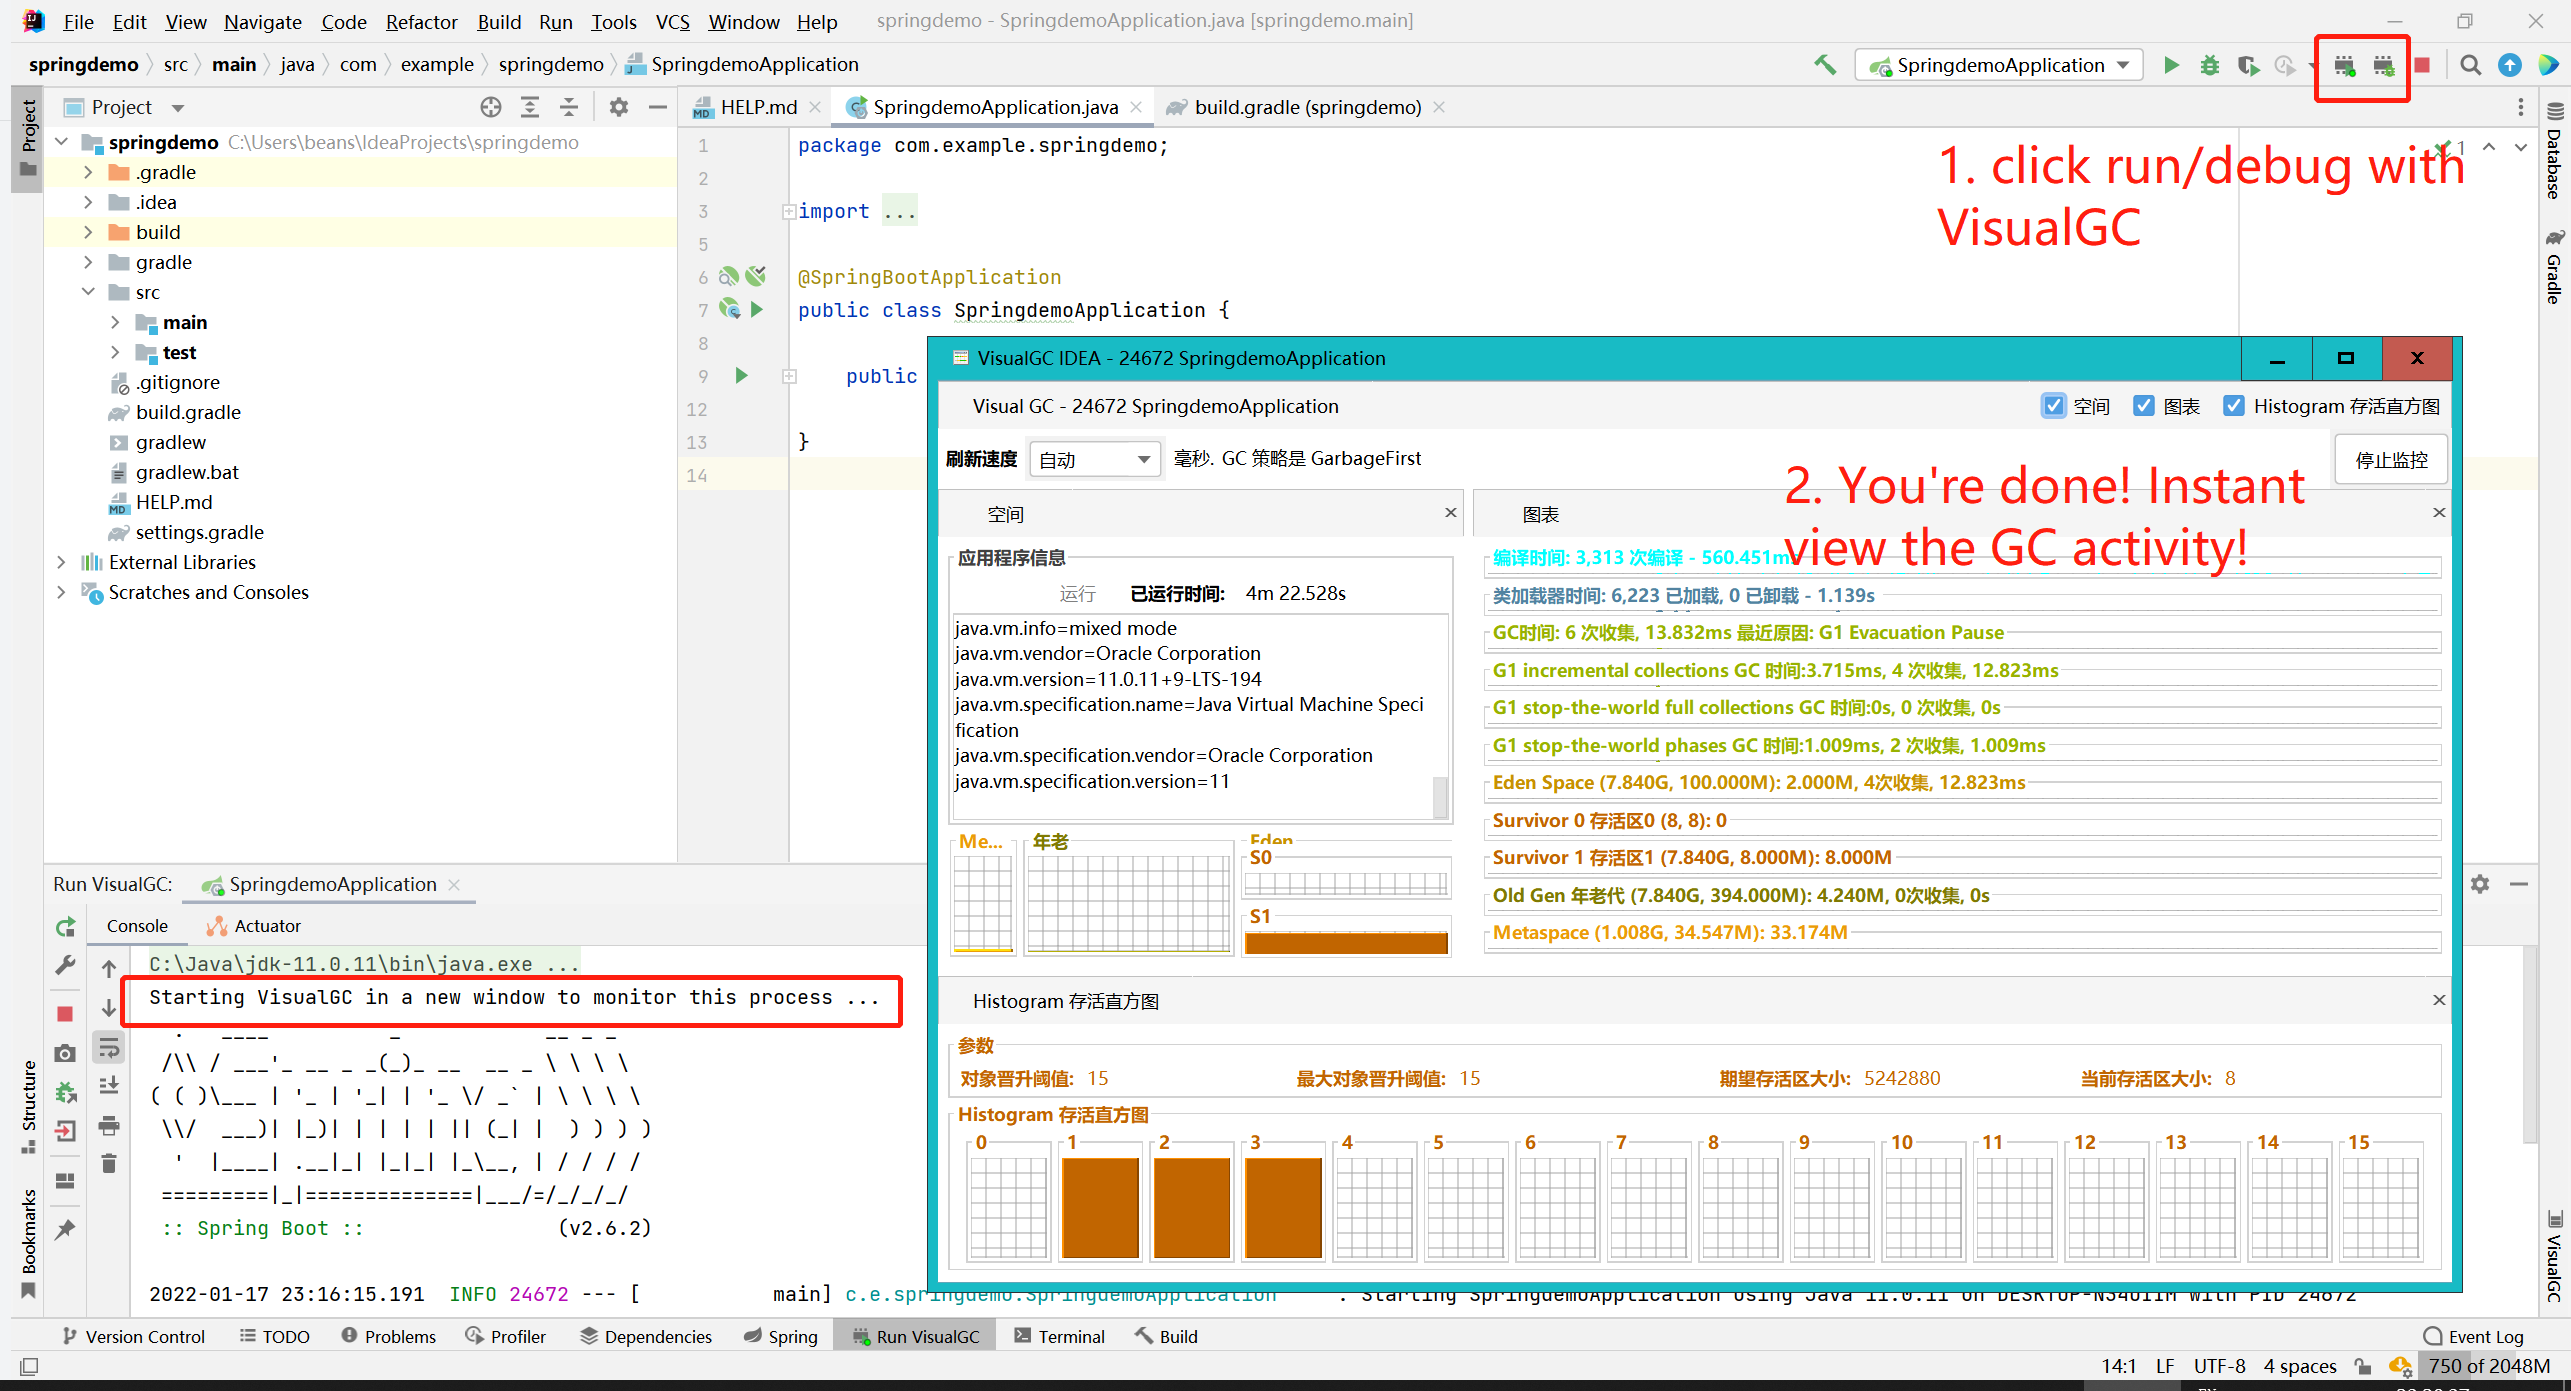 File Edit View Navigate Code Refactor Build Run Tools VCS Window Help springdemo - SpringdemoApplication.java [springdemo.main]
springdemo src main java com example springdemo SpringdemoApplication
SpringdemoApplication
Project
Project
HELP.md
SpringdemoApplication.java
build.gradle (springdemo)
springdemo C:\Users\beans\IdeaProjects\springdemo
.gradle
.idea
build
gradle
src
main
test
.gitignore
build.gradle
gradlew
gradlew.bat
HELP.md
settings.gradle
External Libraries
Scratches and Consoles
1 package com.example.springdemo;
2
3 import ...
5
6 @SpringBootApplication
7 public class SpringdemoApplication {
8
9 public
12
13 }
14
1
Database
Gradle
1. click run/debug with
VisualGC
VisualGC IDEA - 24672 SpringdemoApplication
Visual GC - 24672 SpringdemoApplication
空间 图表 Histogram 存活直方图
刷新速度 自动 毫秒. GC 策略是 GarbageFirst
停止监控
2. You're done! Instant
view the GC activity!
空间
图表
应用程序信息
运行 已运行时间: 4m 22.528s
java.vm.info=mixed mode
java.vm.vendor=Oracle Corporation
java.vm.version=11.0.11+9-LTS-194
java.vm.specification.name=Java Virtual Machine Speci
fication
java.vm.specification.vendor=Oracle Corporation
java.vm.specification.version=11
Me... 年老 Eden
S0
S1
编译时间: 3,313 次编译 - 560.451ms
类加载器时间: 6,223 已加载, 0 已卸载 - 1.139s
GC时间: 6 次收集, 13.832ms 最近原因: G1 Evacuation Pause
G1 incremental collections GC 时间:3.715ms, 4 次收集, 12.823ms
G1 stop-the-world full collections GC 时间:0s, 0 次收集, 0s
G1 stop-the-world phases GC 时间:1.009ms, 2 次收集, 1.009ms
Eden Space (7.840G, 100.000M): 2.000M, 4次收集, 12.823ms
Survivor 0 存活区0 (8, 8): 0
Survivor 1 存活区1 (7.840G, 8.000M): 8.000M
Old Gen 年老代 (7.840G, 394.000M): 4.240M, 0次收集, 0s
Metaspace (1.008G, 34.547M): 33.174M
Histogram 存活直方图
参数
对象晋升阈值: 15 最大对象晋升阈值: 15 期望存活区大小: 5242880 当前存活区大小: 8
Histogram 存活直方图
0 1 2 3 4 5 6 7 8 9 10 11 12 13 14 15
Run VisualGC: SpringdemoApplication
Console Actuator
C:\Java\jdk-11.0.11\bin\java.exe ...
Starting VisualGC in a new window to monitor this process ...
:: Spring Boot :: (v2.6.2)
2022-01-17 23:16:15.191 INFO 24672 --- [ main] c.e.springdemo.SpringdemoApplication : Starting SpringdemoApplication using Java 11.0.11 on
with PID 24672
Structure
Bookmarks
VisualGC
Version Control TODO Problems Profiler Dependencies Spring Run VisualGC Terminal Build Event Log
14:1 LF UTF-8 4 spaces 750 of 2048M